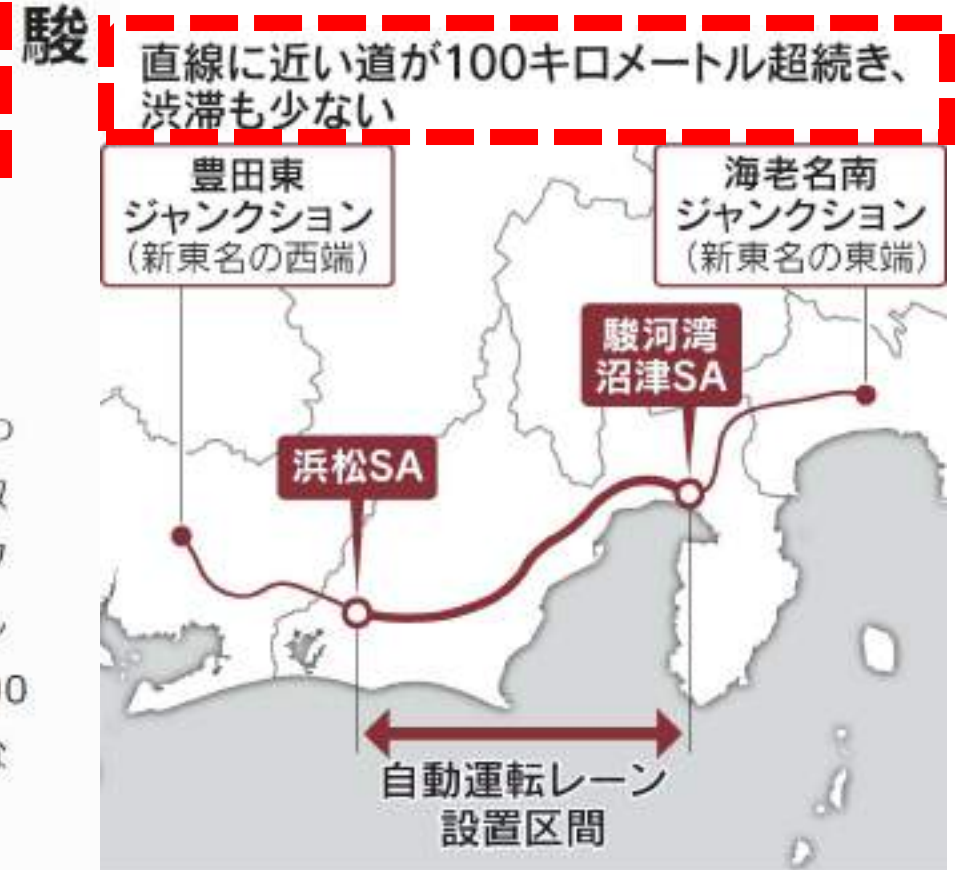 駿
直線に近い道が100キロメートル超続き、
渋滞も少ない
豊田東
ジャンクション
（新東名の西端）
海老名南
ジャンクション
（新東名の東端）
駿河湾
沼津SA
浜松SA
自動運転レーン
設置区間